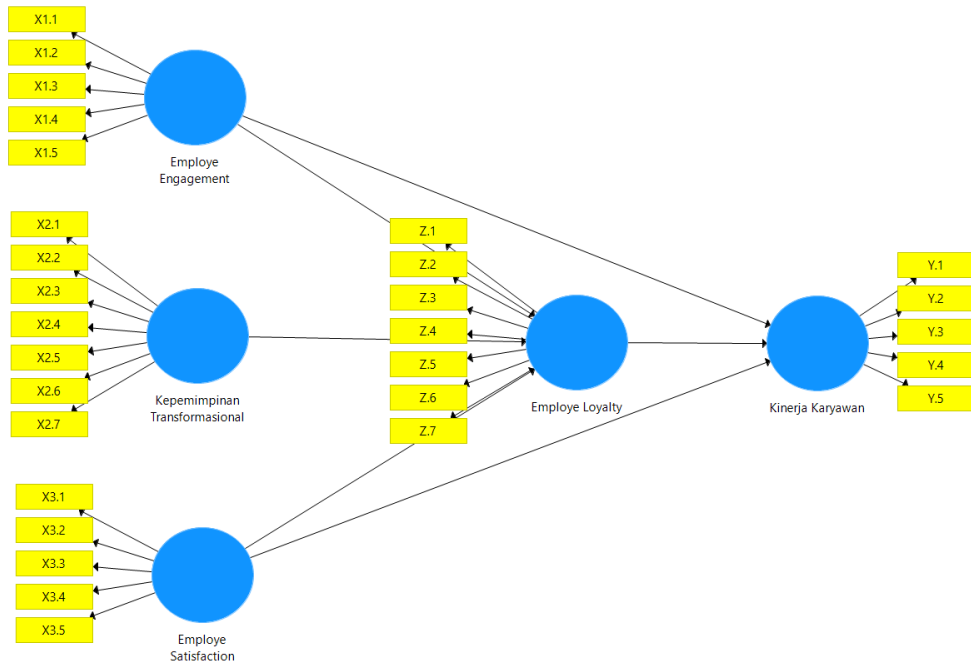 X1.1
X1.2
X1.3
X1.4
X1.5
Employe
Engagement
X2.1
X2.2
X2.3
X2.4
X2.5
X2.6
X2.7
Kepemimpinan
Transformasional
X3.1
X3.2
X3.3
X3.4
X3.5
Employe
Satisfaction
Z.1
Z.2
Z.3
Z.4
Z.5
Z.6
Z.7
Employe Loyalty
Kinerja Karyawan
Y.1
Y.2
Y.3
Y.4
Y.5